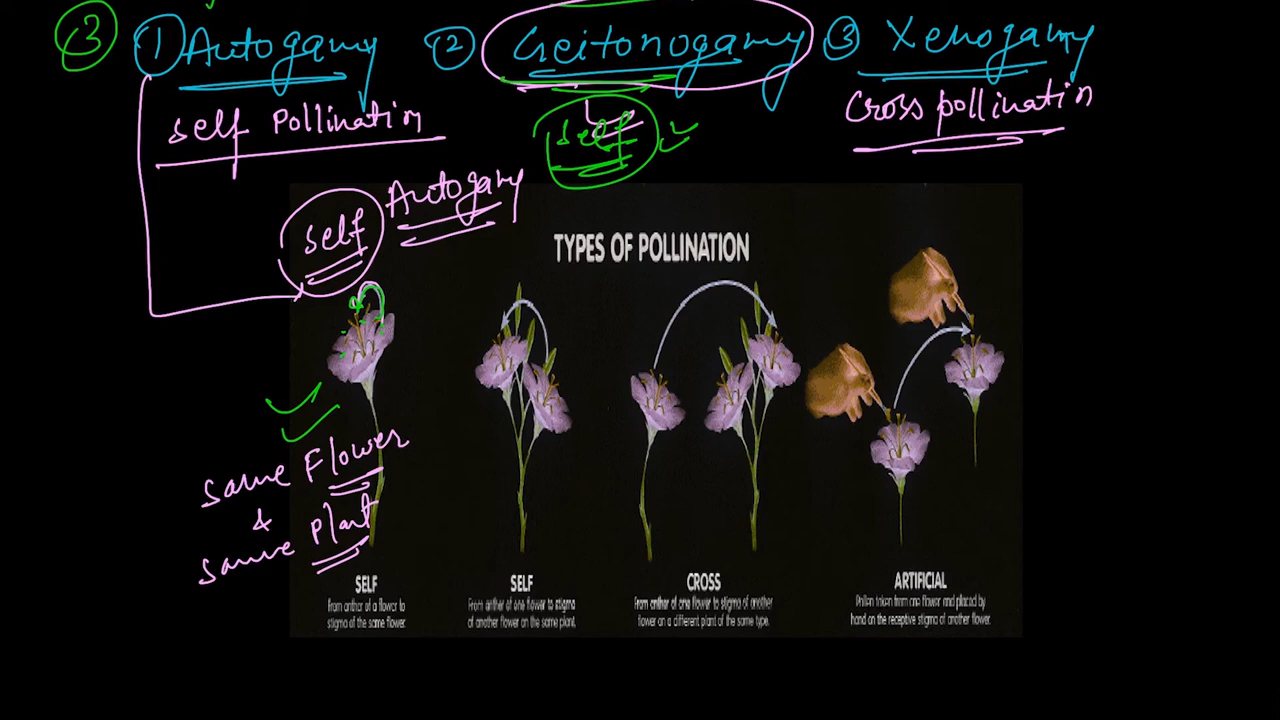 3
1 Autogamy 2 Geitonogamy 3 Xenogamy
self Pollination
self
Cross pollination
self
Autogamy
TYPES OF POLLINATION
same Flower
&
same Plant
SELF
From anther of a flower to
stigma of the same flower.
SELF
From anther of one flower to stigma
of another flower on the same plant.
CROSS
From anther of one flower to stigma of another
flower on a different plant of the same type.
ARTIFICIAL
Pollen taken from one flower and placed by
hand on the receptive stigma of another flower.